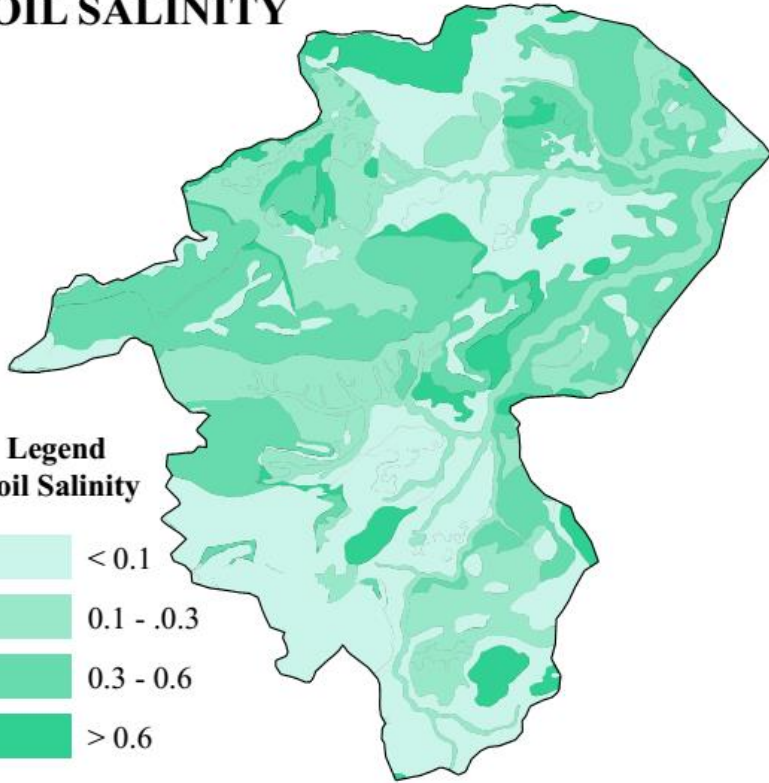 OIL SALINITY
Legend
oil Salinity
< 0.1
0.1 - .0.3
0.3 - 0.6
> 0.6